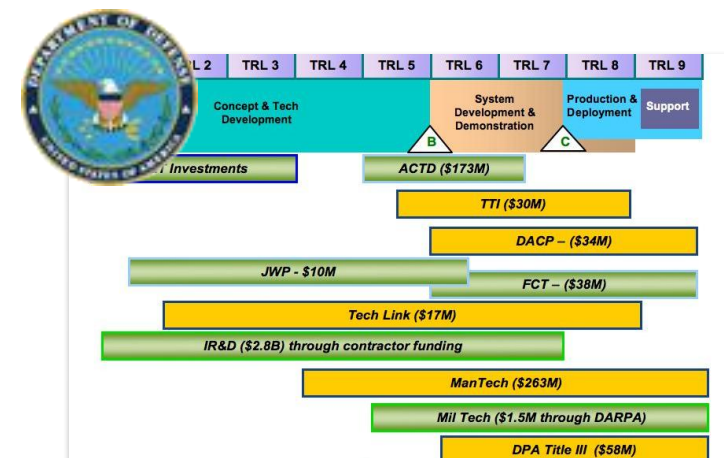 DEPARTMENT OF DEFENSE
UNITED STATES OF AMERICA
2 TRL 3 TRL 4 TRL 5 TRL 6 TRL 7 TRL 8 TRL 9
Concept & Tech
Development
System
Development &
Demonstration
Production &
Deployment
Support
B
C
Investments
ACTD ($173M)
TTI ($30M)
DACP – ($34M)
JWP - $10M
FCT – ($38M)
Tech Link ($17M)
IR&D ($2.8B) through contractor funding
ManTech ($263M)
Mil Tech ($1.5M through DARPA)
DPA Title III ($58M)